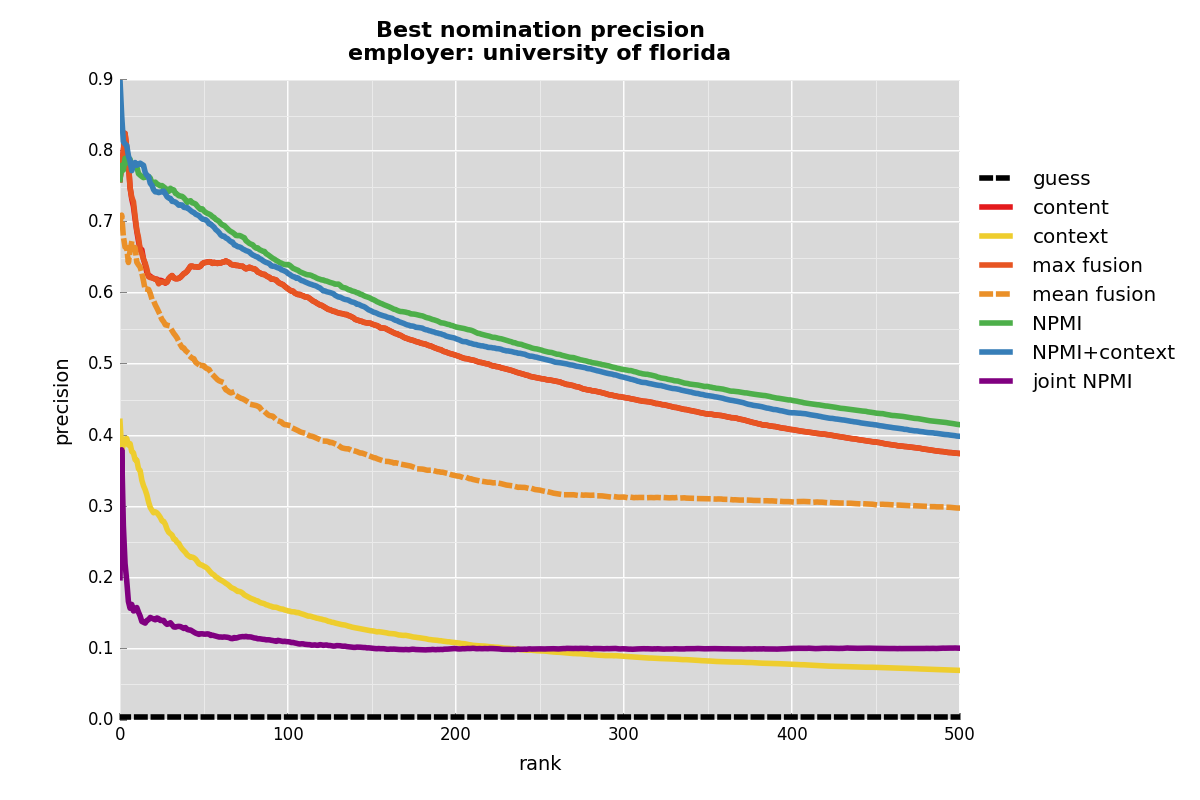 Best nomination precision
employer: university of florida
precision
0.9
0.8
0.7
0.6
0.5
0.4
0.3
0.2
0.1
0.0
0 100 200 300 400 500
rank
guess
content
context
max fusion
mean fusion
NPMI
NPMI+context
joint NPMI